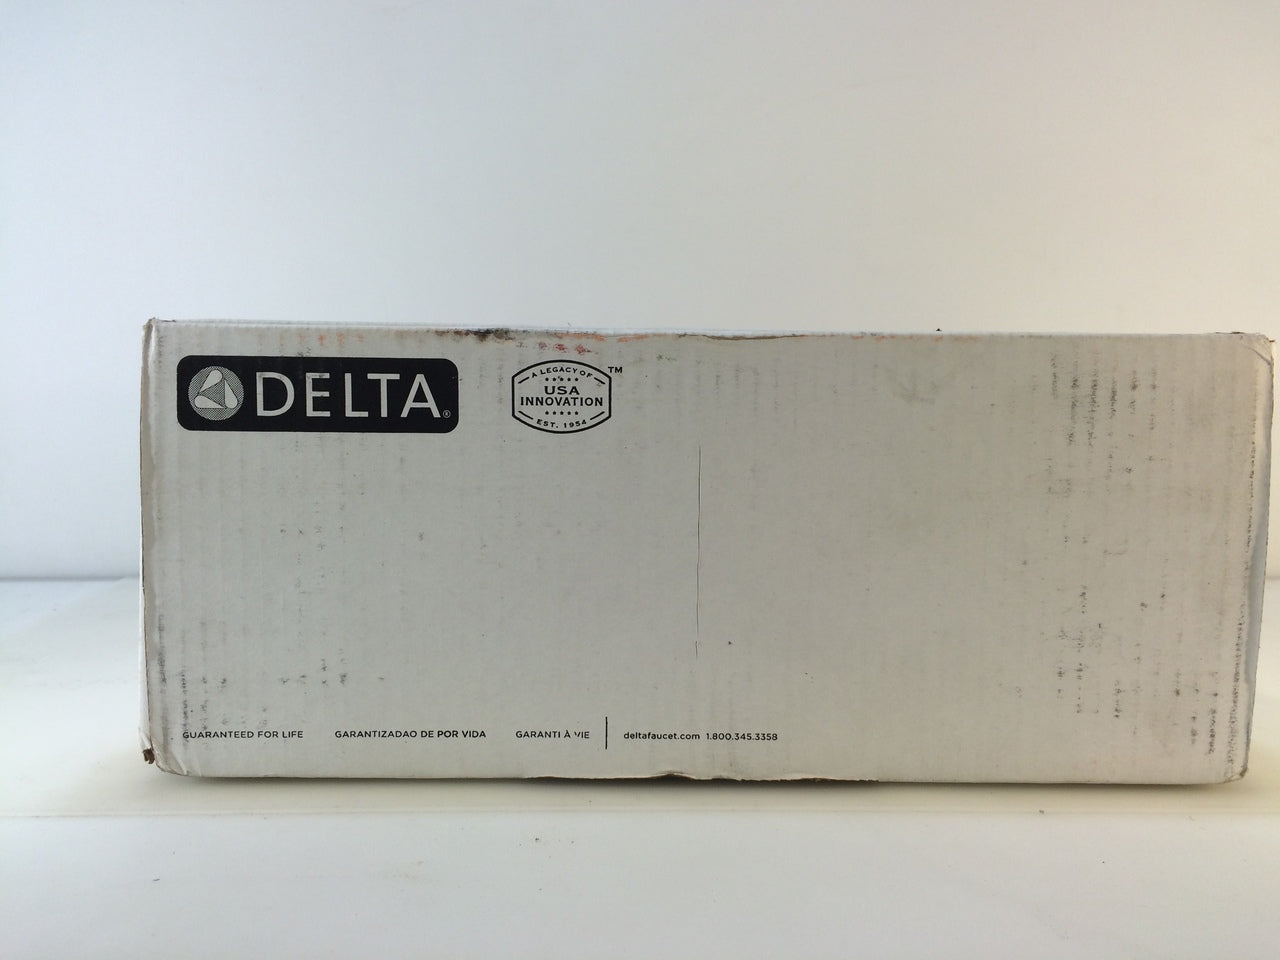 DELTA®
A LEGACY OF
USA
INNOVATION
EST. 1954
™
GUARANTEED FOR LIFE
GARANTIZADAO DE POR VIDA
GARANTI À VIE
deltafaucet.com 1.800.345.3358